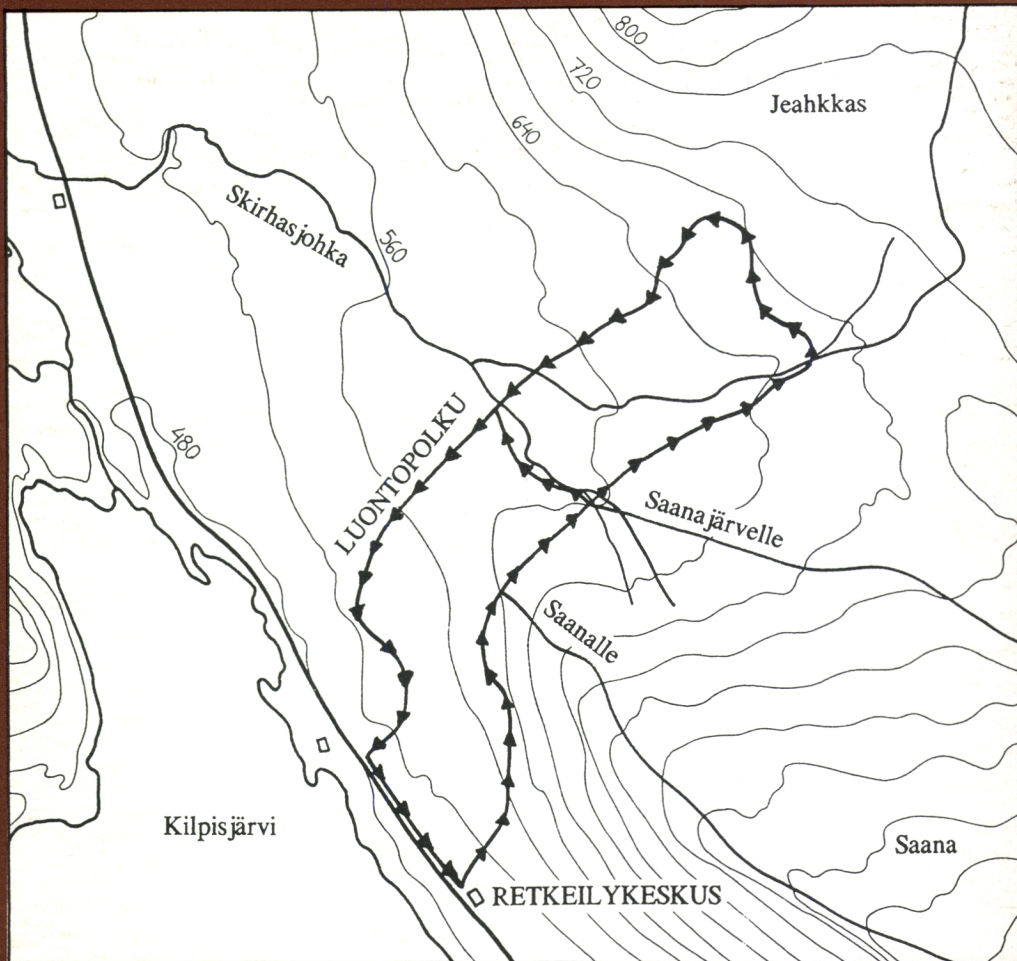 800
720
Jeahkkas
640
Skirhasjohka
560
LUONTOPOLKU
480
Saanajärvelle
Saanalle
Kilpisjärvi
Saana
RETKEILYKESKUS